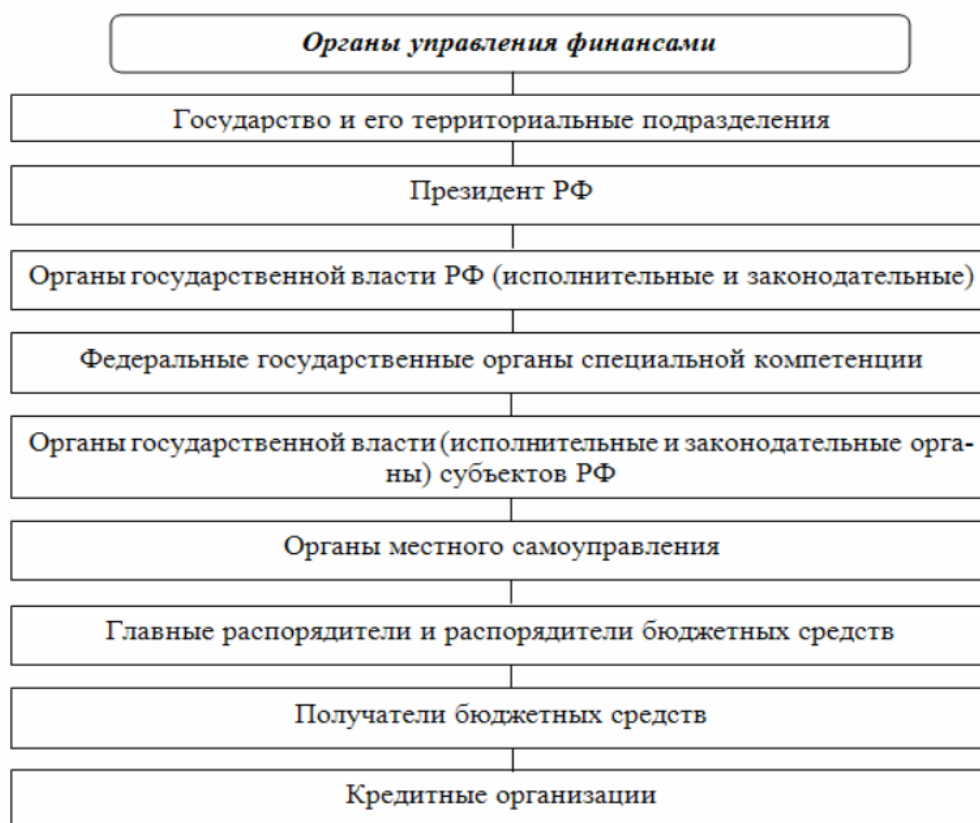 Органы управления финансами
Государство и его территориальные подразделения
Президент РФ
Органы государственной власти РФ (исполнительные и законодательные)
Федеральные государственные органы специальной компетенции
Органы государственной власти (исполнительные и законодательные орга-
ны) субъектов РФ
Органы местного самоуправления
Главные распорядители и распорядители бюджетных средств
Получатели бюджетных средств
Кредитные организации